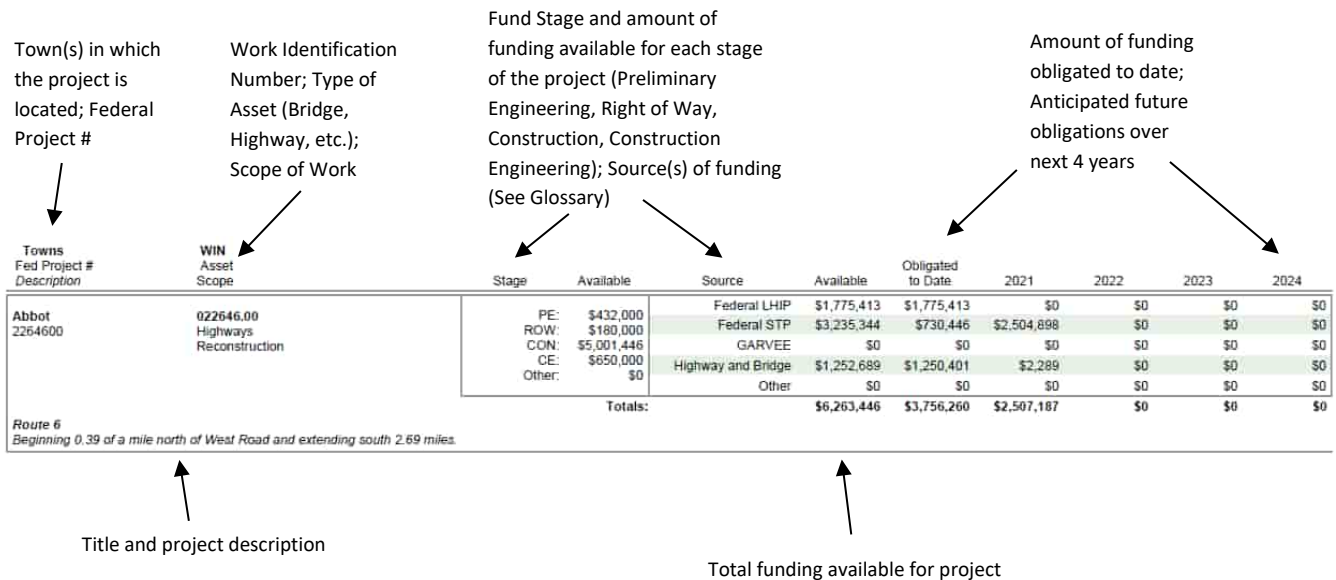 Town(s) in which
the project is
located; Federal
Project #
Work Identification
Number; Type of
Asset (Bridge,
Highway, etc.);
Scope of Work
Fund Stage and amount of
funding available for each stage
of the project (Preliminary
Engineering, Right of Way,
Construction, Construction
Engineering); Source(s) of funding
(See Glossary)
Amount of funding
obligated to date;
Anticipated future
obligations over
next 4 years
Towns WIN
Fed Project # Asset Obligated
Description Scope Stage Available Source Available to Date 2021 2022 2023 2024
Abbot 022646.00 PE: $432,000 Federal LHIP $1,775,413 $1,775,413 $0 $0 $0 $0
2264600 Highways ROW: $180,000 Federal STP $3,235,344 $730,446 $2,504,898 $0 $0 $0
Reconstruction CON: $5,001,446 GARVEE $0 $0 $0 $0 $0 $0
CE: $650,000 Highway and Bridge $1,252,689 $1,250,401 $2,289 $0 $0 $0
Other: $0 Other $0 $0 $0 $0 $0 $0
Totals: $6,263,446 $3,756,260 $2,507,187 $0 $0 $0
Route 6
Beginning 0.39 of a mile north of West Road and extending south 2.69 miles.
Title and project description
Total funding available for project